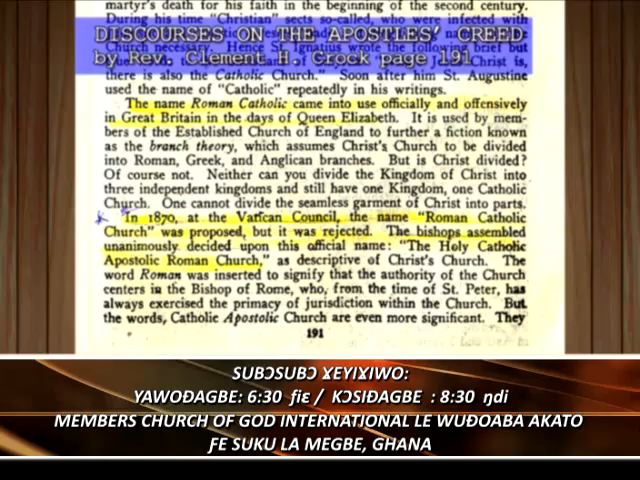 martyr's death for his faith in the beginning of the second century.
During his time "Christian" sects so-called, who were infected with
DISCOURSES ON THE APOSTLES' CREED
by Rev. Clement H. Crock page 191
Church necessary. Hence St. Ignatius wrote the following brief but
there is also the Catholic Church." Soon after him St. Augustine
used the name of "Catholic" repeatedly in his writings.
The name Roman Catholic came into use officially and offensively
in Great Britain in the days of Queen Elizabeth. It is used by mem-
bers of the Established Church of England to further a fiction known
as the branch theory, which assumes Christ's Church to be divided
into Roman, Greek, and Anglican branches. But is Christ divided?
Of course not. Neither can you divide the Kingdom of Christ into
three independent kingdoms and still have one Kingdom, one Catholic
Church. One cannot divide the seamless garment of Christ into parts.
In 1870, at the Vatican Council, the name "Roman Catholic
Church" was proposed, but it was rejected. The bishops assembled
unanimously decided upon this official name: "The Holy Catholic
Apostolic Roman Church," as descriptive of Christ's Church. The
word Roman was inserted to signify that the authority of the Church
centers in the Bishop of Rome, who, from the time of St. Peter, has
always exercised the primacy of jurisdiction within the Church. But
the words, Catholic Apostolic Church are even more significant. They
191
SUBƆSUBƆ ƔEYIƔIWO:
YAWOÐAGBE: 6:30 ƒiɛ / KƆSIÐAGBE : 8:30 ŋdi
MEMBERS CHURCH OF GOD INTERNATIONAL LE WUÐOABA AKATO
ƑE SUKU LA MEGBE, GHANA